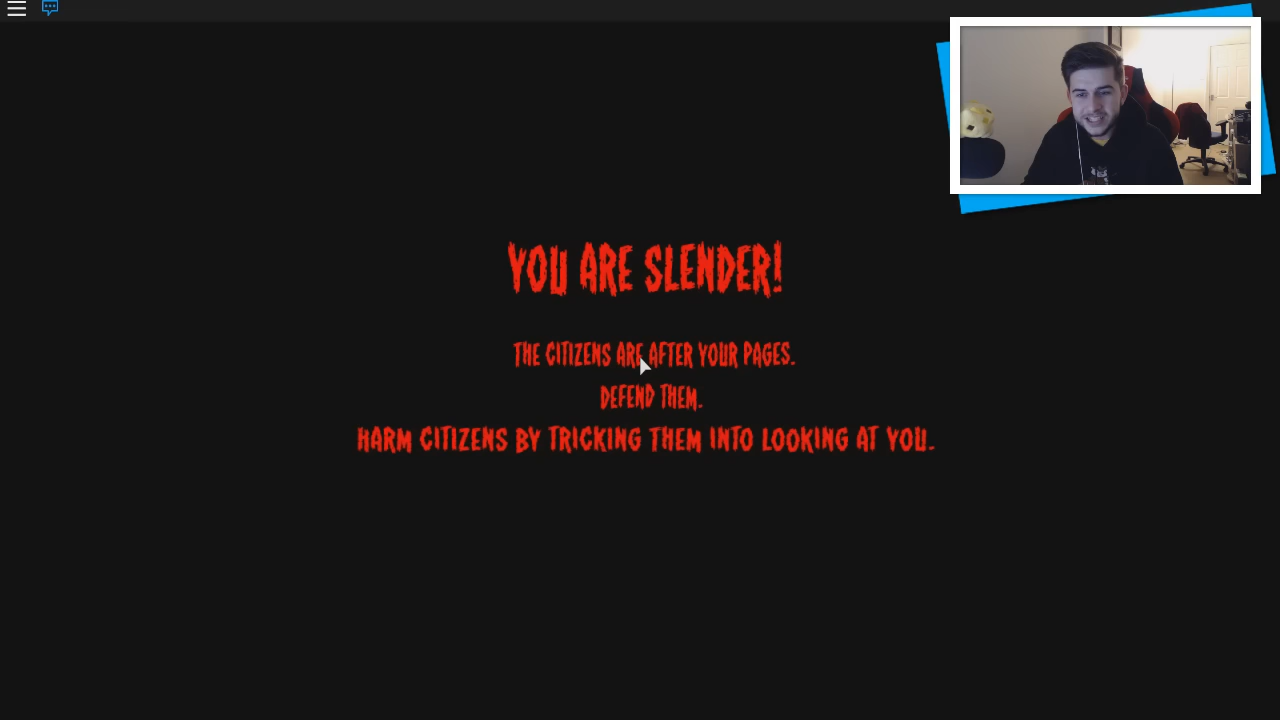 YOU ARE SLENDER!
THE CITIZENS ARE AFTER YOUR PAGES.
DEFEND THEM.
HARM CITIZENS BY TRICKING THEM INTO LOOKING AT YOU.